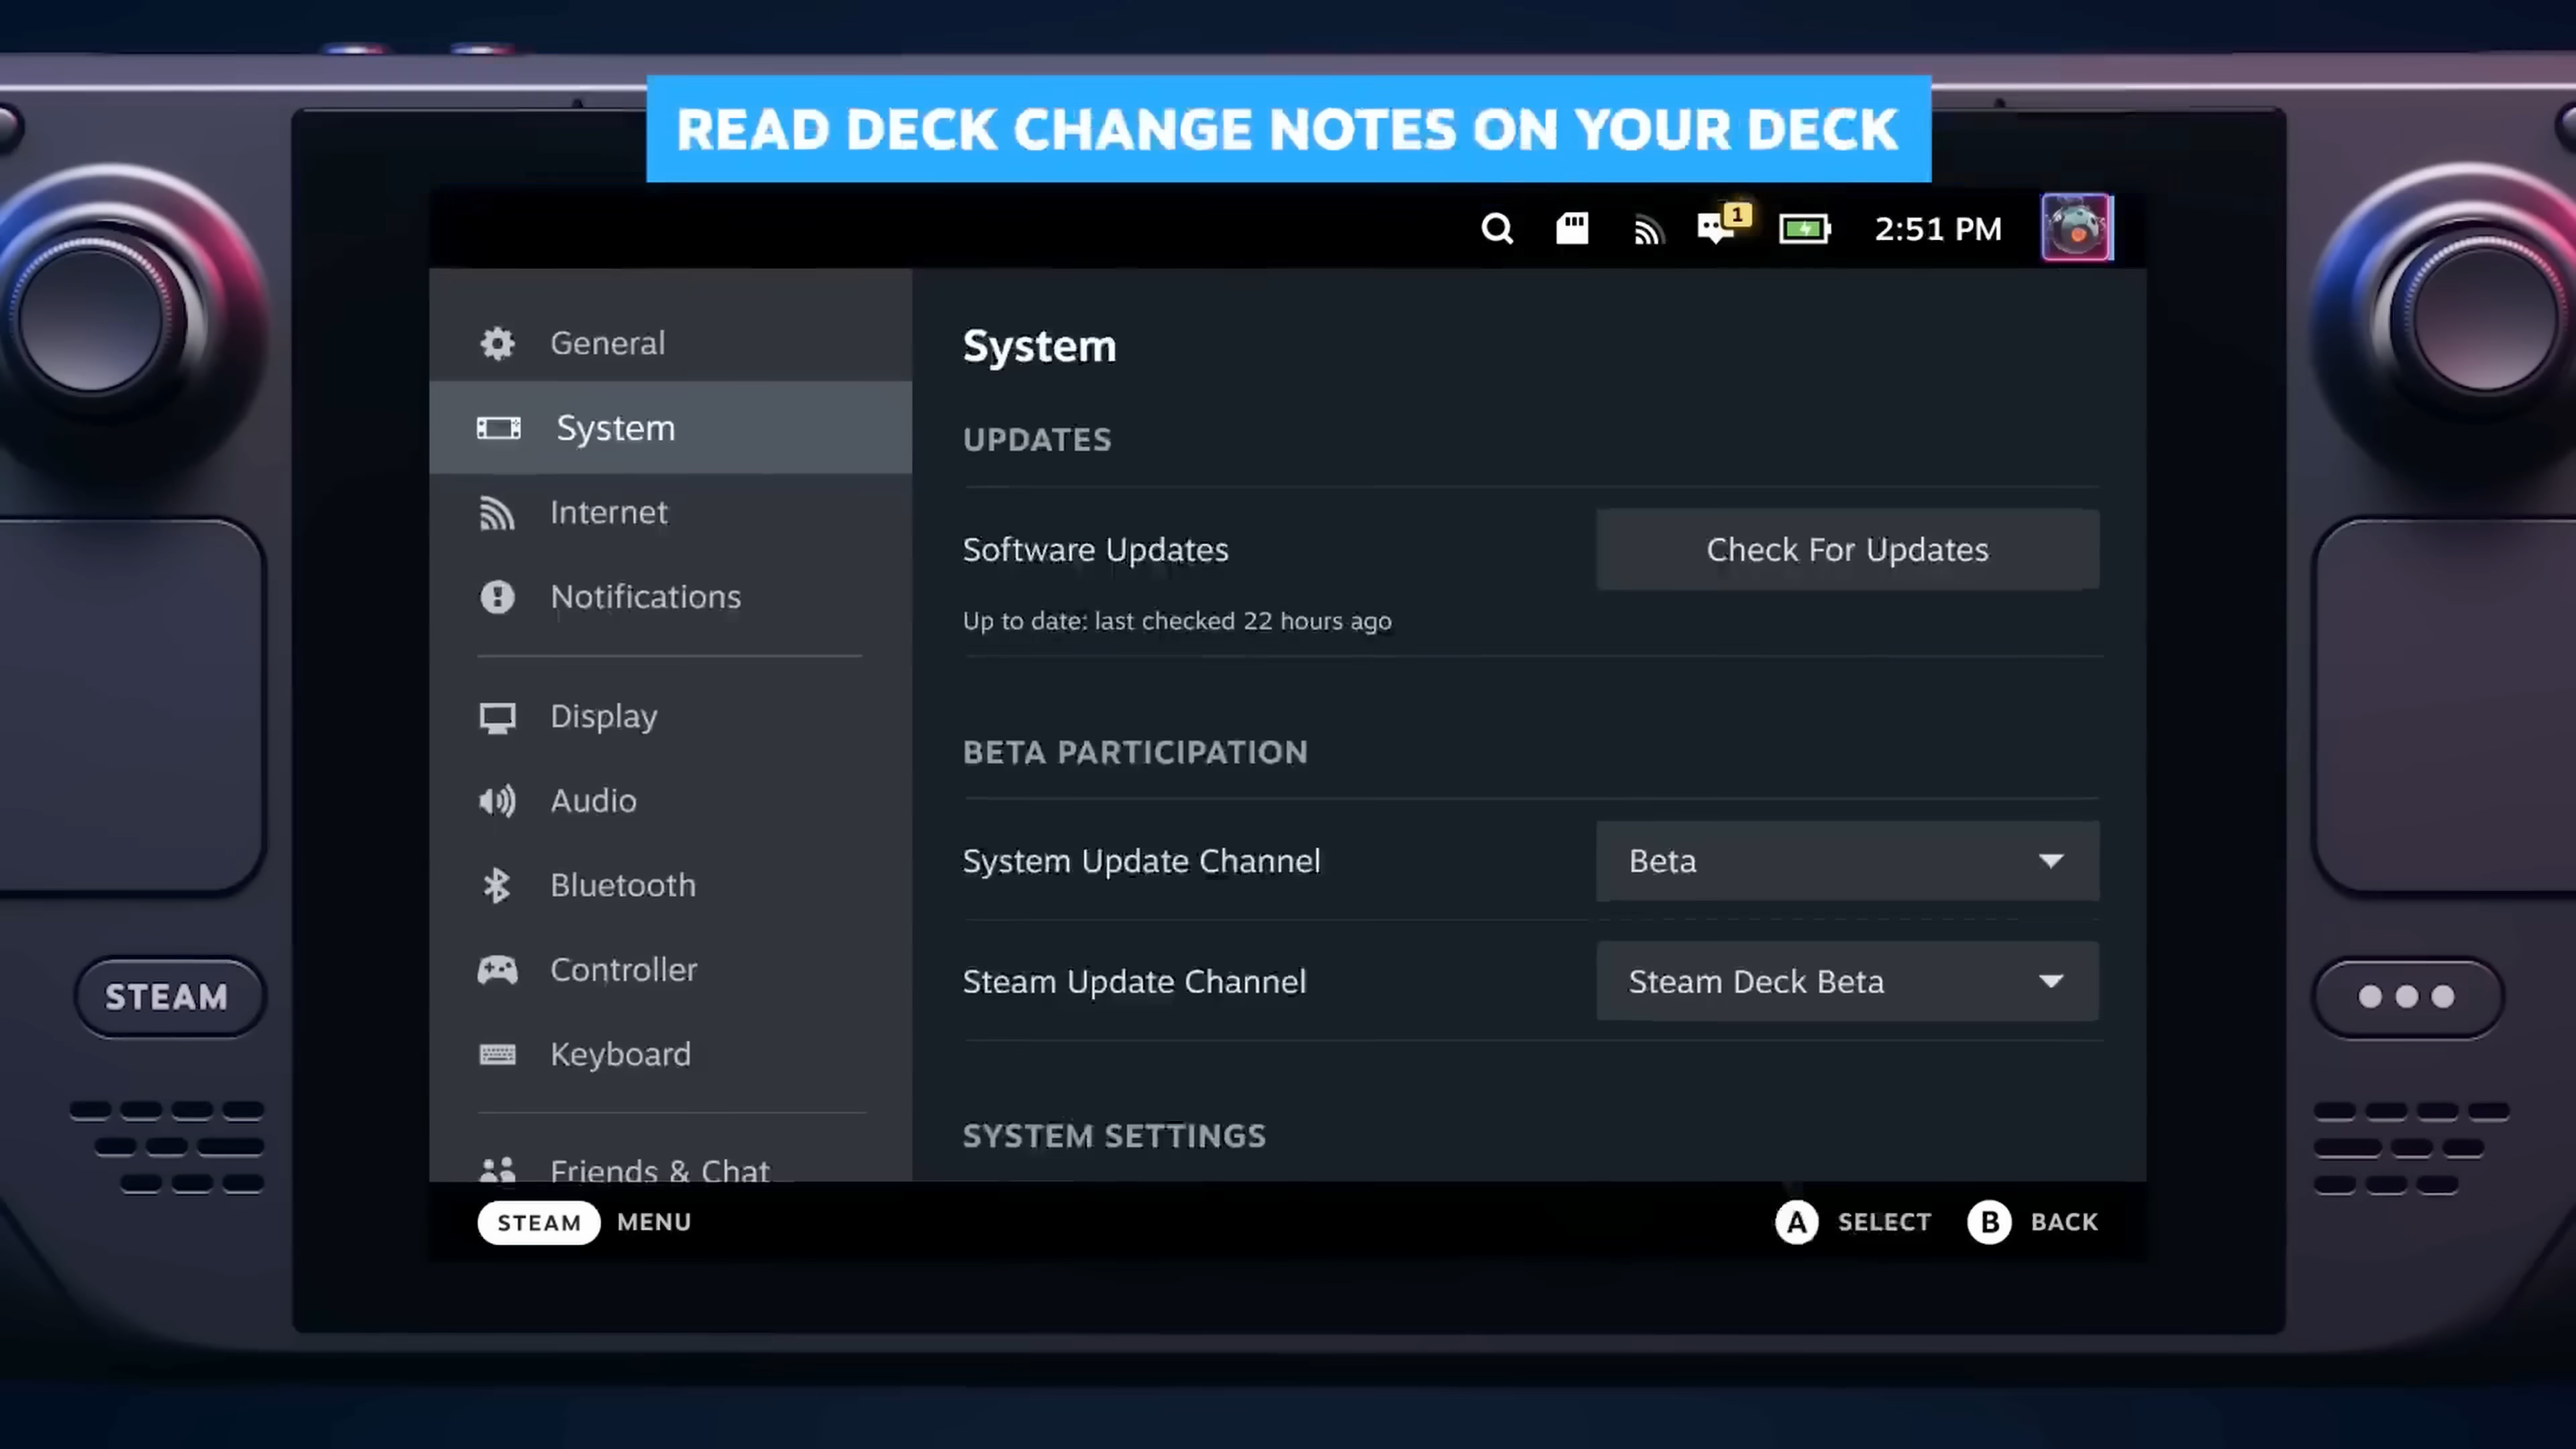 READ DECK CHANGE NOTES ON YOUR DECK
1
2:51 PM
General
System
Internet
Notifications
Display
Audio
Bluetooth
Controller
Keyboard
Friends & Chat
System
UPDATES
Software Updates
Check For Updates
Up to date: last checked 22 hours ago
BETA PARTICIPATION
System Update Channel
Beta
Steam Update Channel
Steam Deck Beta
SYSTEM SETTINGS
STEAM MENU
A SELECT B BACK
STEAM